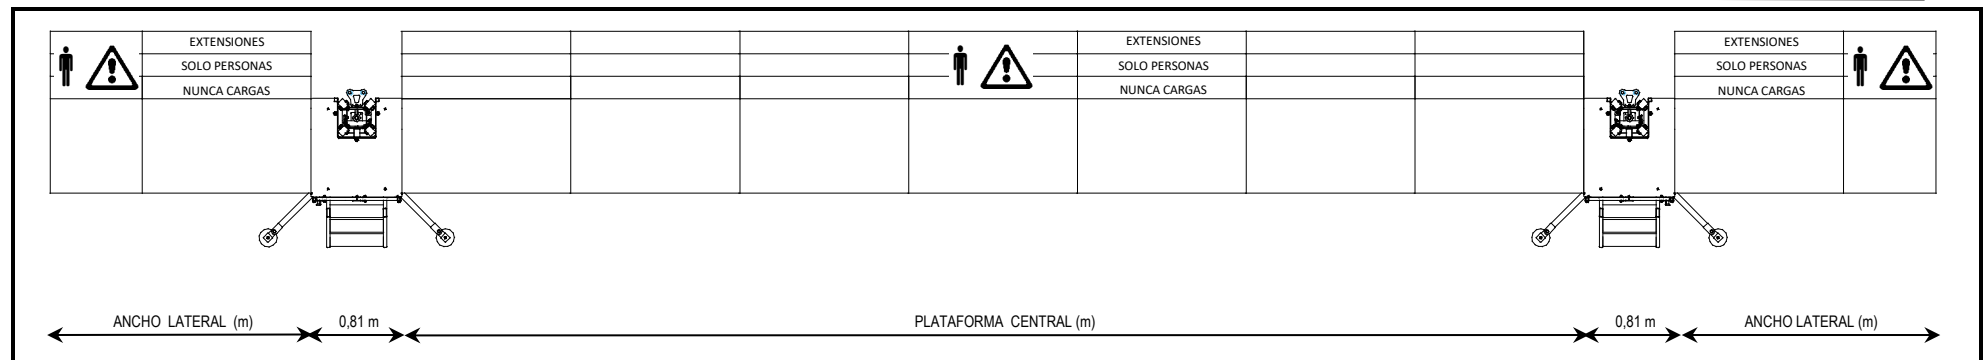 EXTENSIONES
SOLO PERSONAS
NUNCA CARGAS
EXTENSIONES
SOLO PERSONAS
NUNCA CARGAS
EXTENSIONES
SOLO PERSONAS
NUNCA CARGAS
ANCHO LATERAL (m)
0,81 m
PLATAFORMA CENTRAL (m)
0,81 m
ANCHO LATERAL (m)